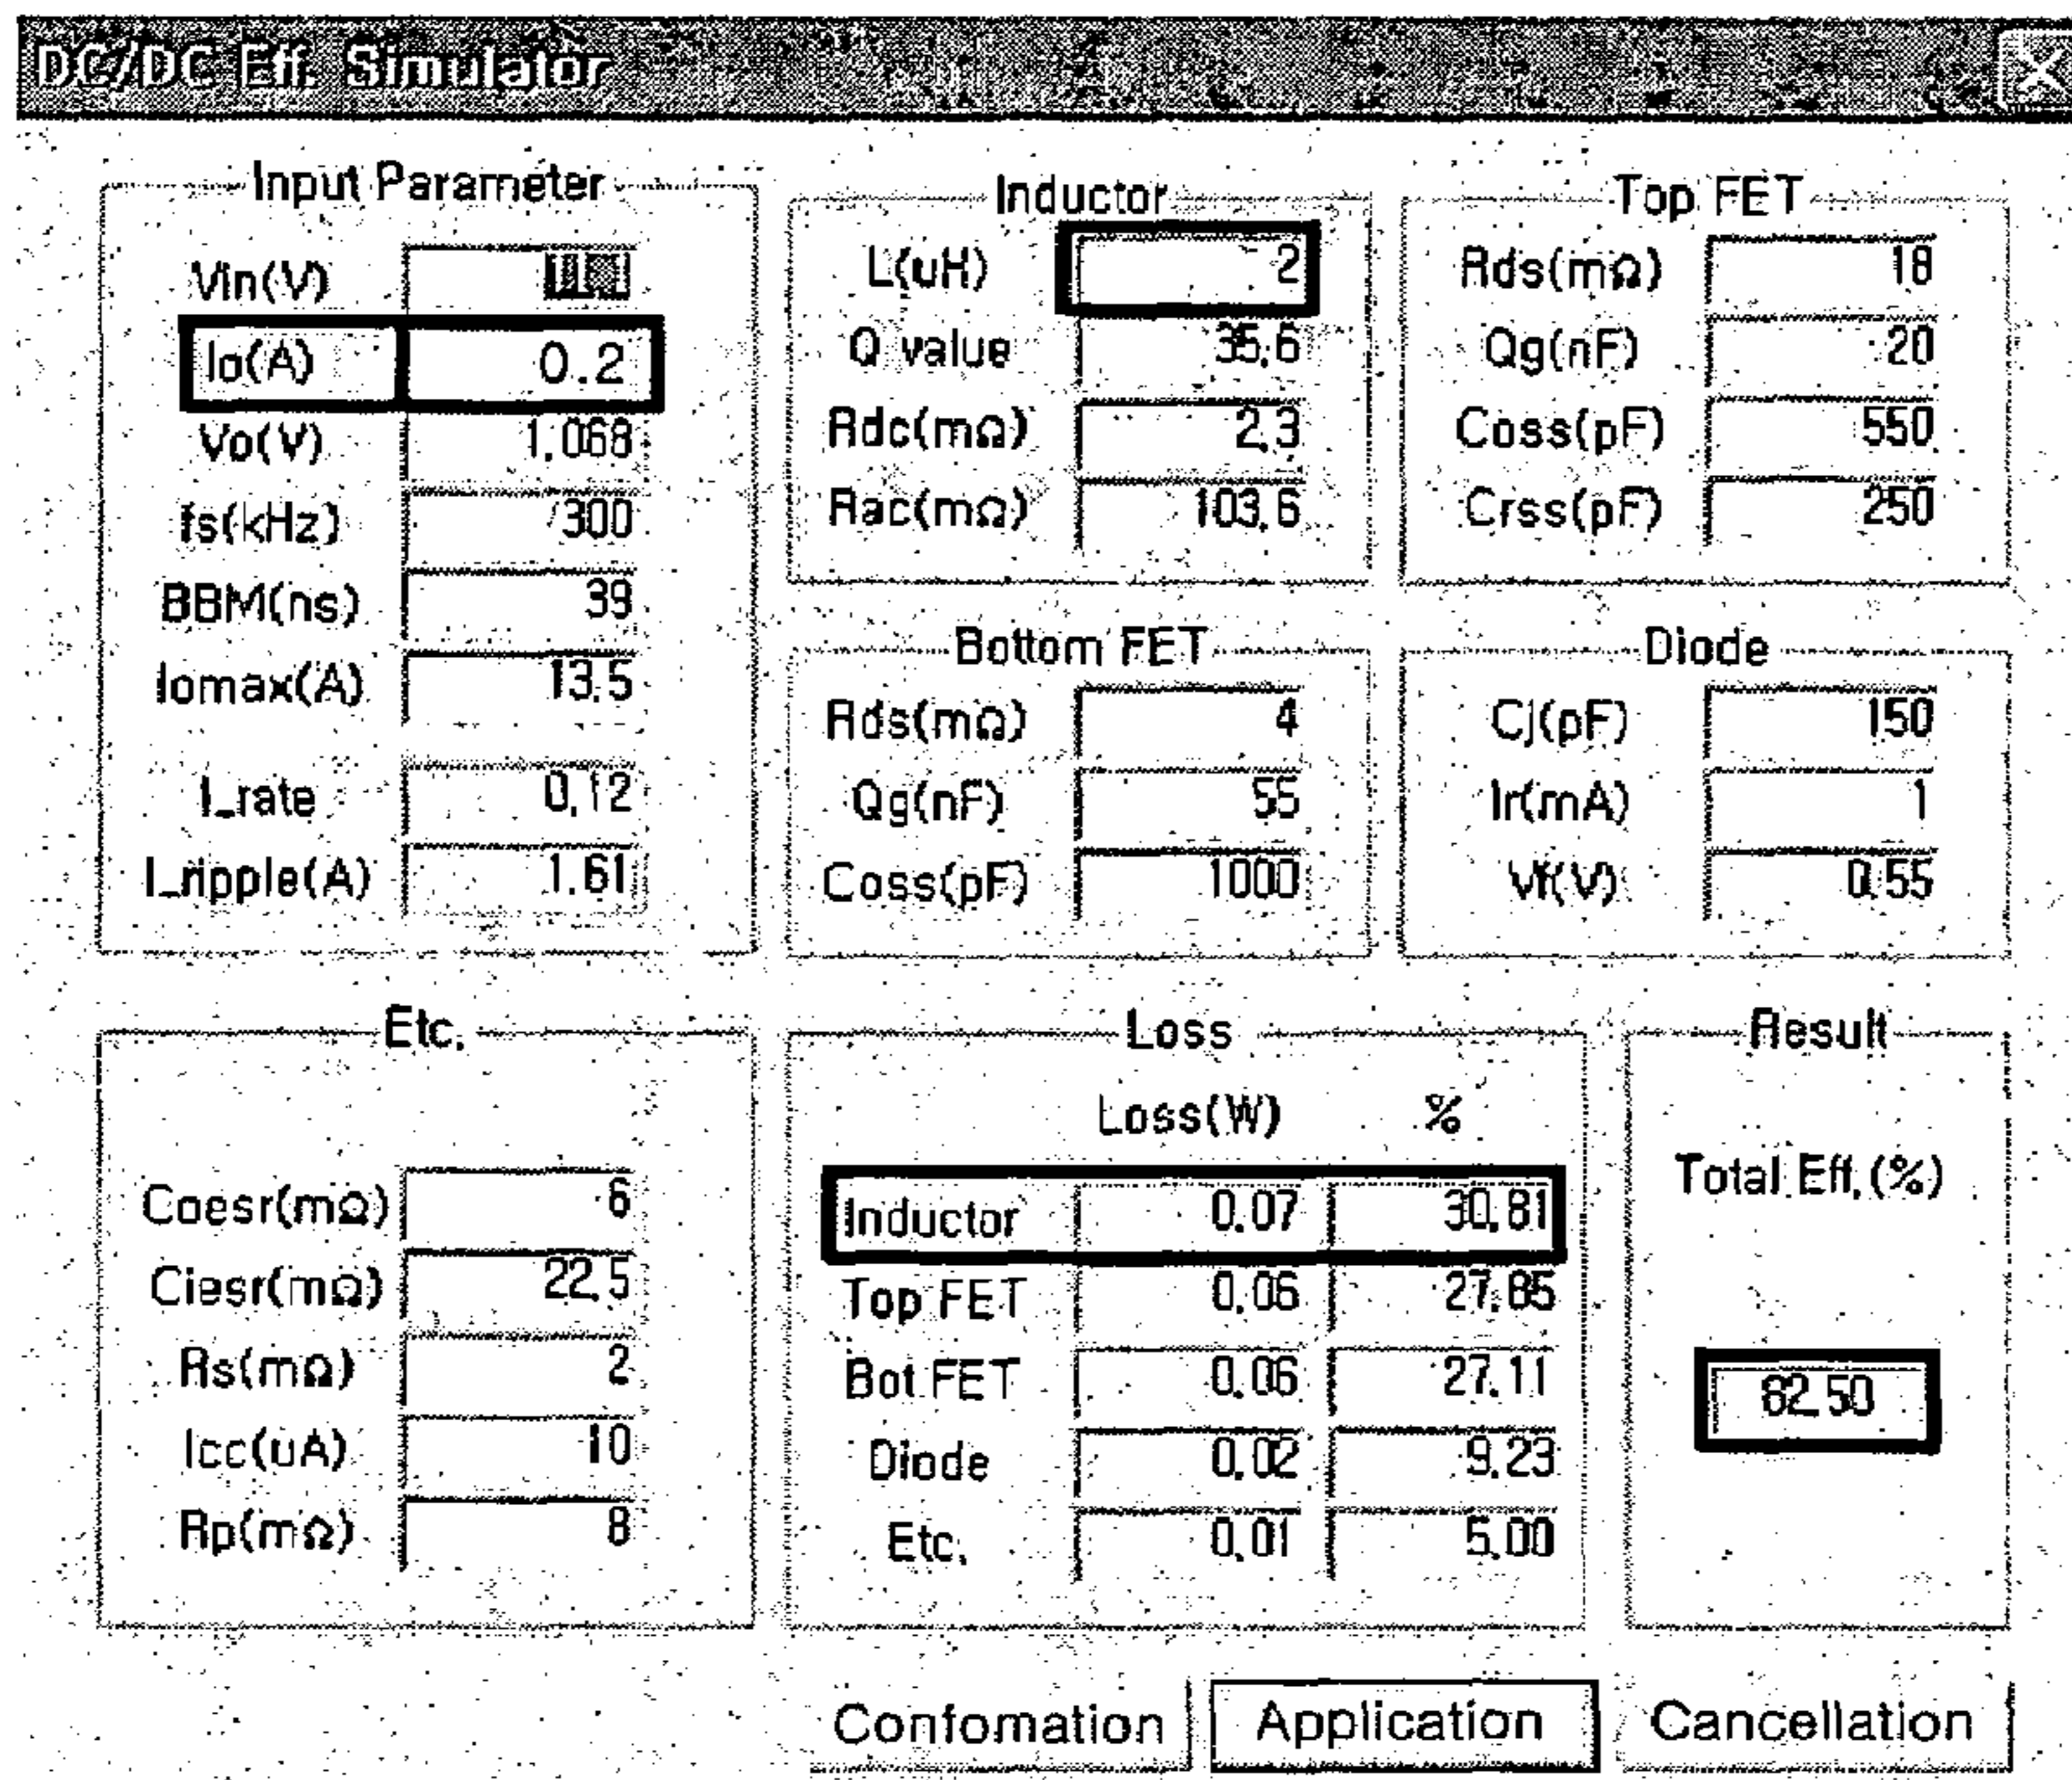 DC/DC Eff. Simulator
Input Parameter
Vin(V)
Io(A) 0.2
Vo(V) 1.068
fs(kHz) 300
BBM(ns) 39
Iomax(A) 13.5
I_rate 0.12
I_ripple(A) 1.61
Inductor
L(uH) 2
Q value 35.6
Rdc(mΩ) 2.3
Rac(mΩ) 103.6
Top FET
Rds(mΩ) 18
Qg(nF) 20
Coss(pF) 550
Crss(pF) 250
Bottom FET
Rds(mΩ) 4
Qg(nF) 55
Coss(pF) 1000
Diode
Cj(pF) 150
Ir(mA) 1
Vf(V) 0.55
Etc.
Coesr(mΩ) 6
Ciesr(mΩ) 22.5
Rs(mΩ) 2
Icc(uA) 10
Rp(mΩ) 8
Loss
Loss(W) %
Inductor 0.07 30.81
Top FET 0.06 27.85
Bot FET 0.06 27.11
Diode 0.02 9.23
Etc. 0.01 5.00
Result
Total Eff.(%)
82.50
Confomation Application Cancellation